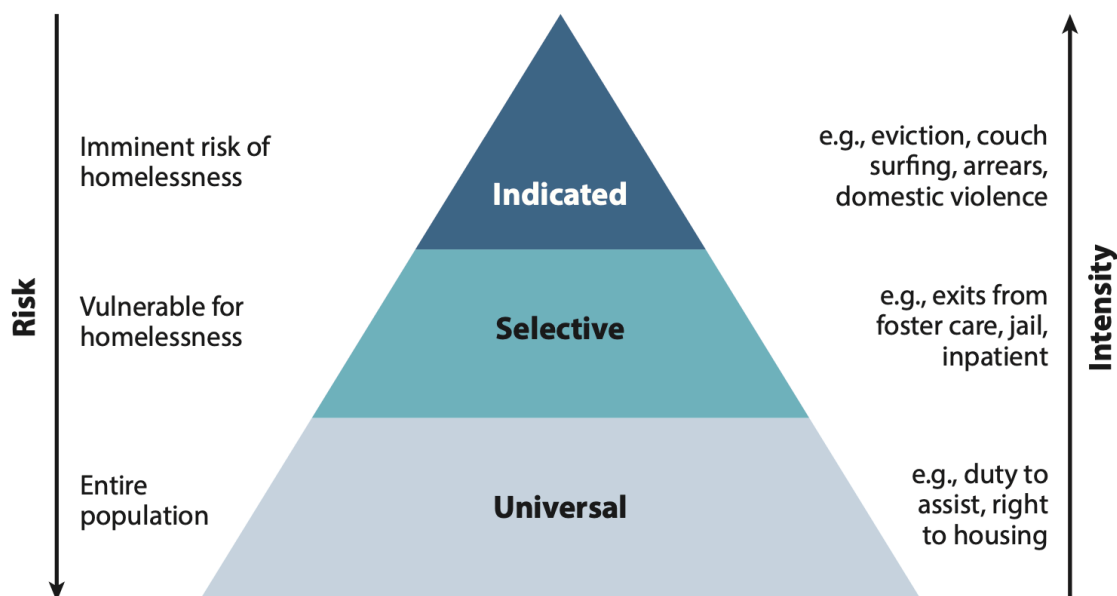 Risk
Imminent risk of
homelessness
Indicated
e.g., eviction, couch
surfing, arrears,
domestic violence
Vulnerable for
homelessness
Selective
e.g., exits from
foster care, jail,
inpatient
Entire
population
Universal
e.g., duty to
assist, right
to housing
Intensity